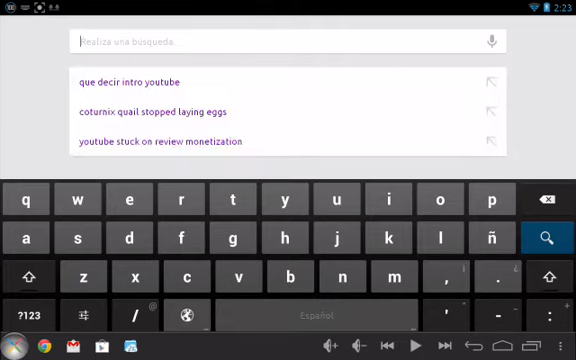 2:23
Realiza una búsqueda...
que decir intro youtube
coturnix quail stopped laying eggs
youtube stuck on review monetization
q w e r t y u i o p
a s d f g h j k l ñ
z x c v b n m , ¡ . ¿
?123 / @ Español ' - : +